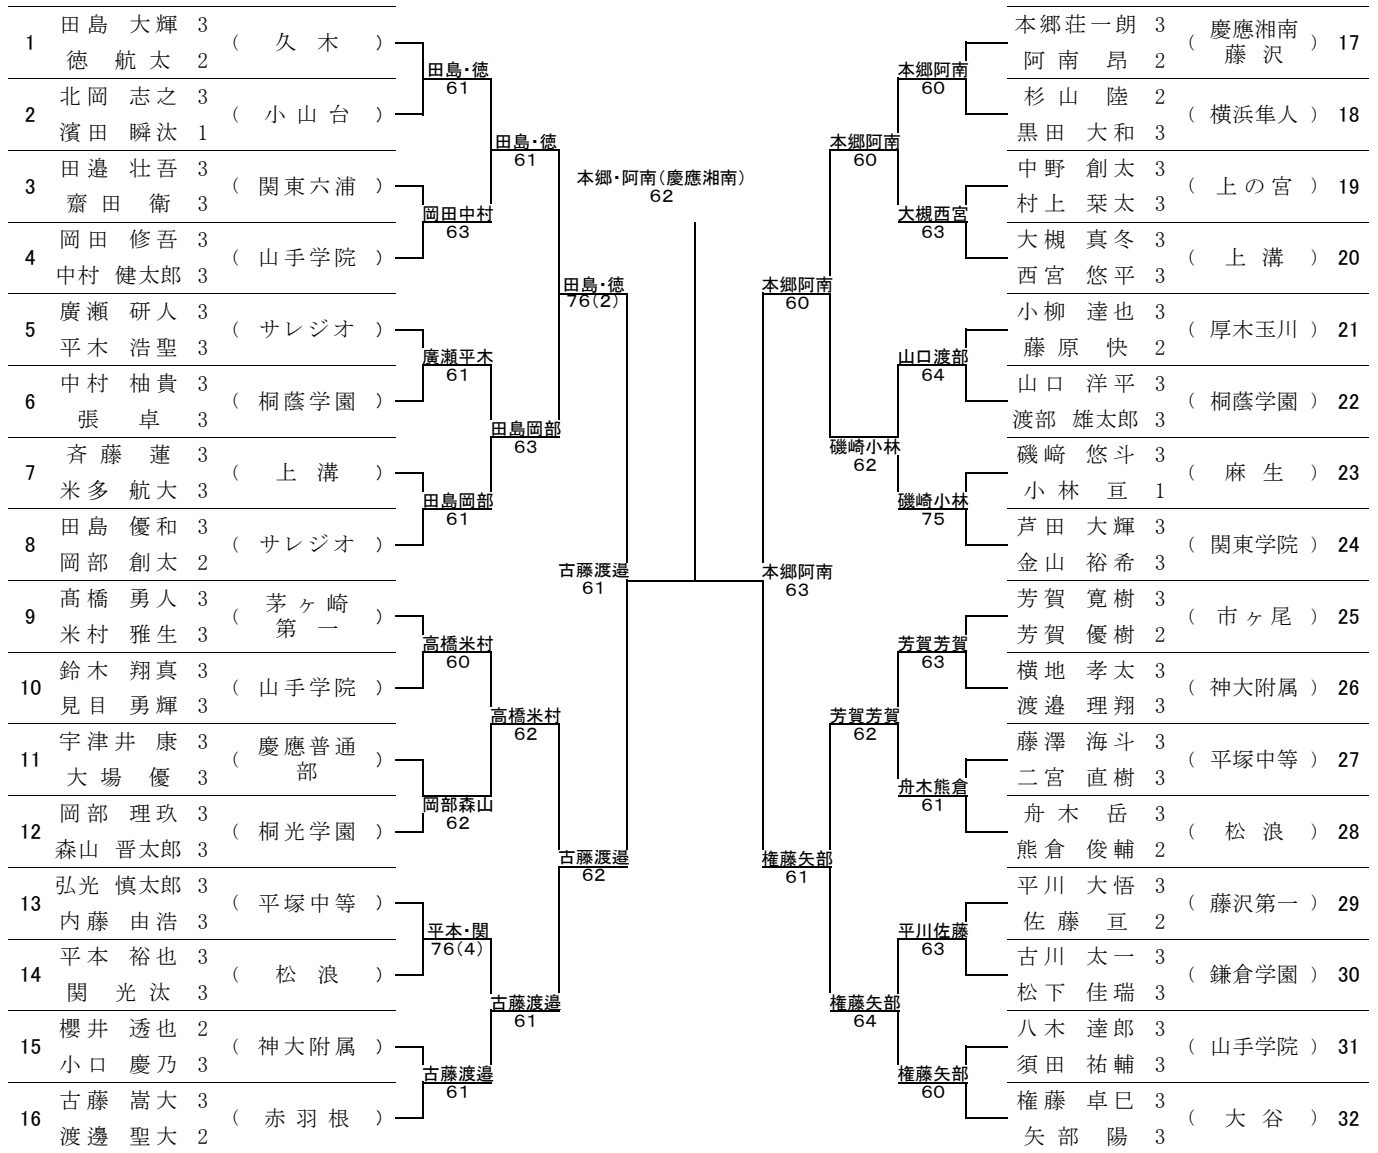 1 田島 大輝 3
( 久木 )
徳 航太 2
2 北岡 志之 3
( 小山台 )
濱田 瞬汰 1
3 田邉 壮吾 3
( 関東六浦 )
齋田 衛 3
4 岡田 修吾 3
( 山手学院 )
中村 健太郎 3
5 廣瀬 研人 3
( サレジオ )
平木 浩聖 3
6 中村 柚貴 3
( 桐蔭学園 )
張 卓 3
7 斉藤 蓮 3
( 上溝 )
米多 航大 3
8 田島 優和 3
( サレジオ )
岡部 創太 2
9 髙橋 勇人 3
( 茅ヶ崎
第一 )
米村 雅生 3
10 鈴木 翔真 3
( 山手学院 )
見目 勇輝 3
11 宇津井 康 3
( 慶應普通
部 )
大場 優 3
12 岡部 理玖 3
( 桐光学園 )
森山 晋太郎 3
13 弘光 慎太郎 3
( 平塚中等 )
内藤 由浩 3
14 平本 裕也 3
( 松浪 )
関 光汰 3
15 櫻井 透也 2
( 神大附属 )
小口 慶乃 3
16 古藤 嵩大 3
( 赤羽根 )
渡邊 聖大 2
田島・徳
61
岡田中村
63
廣瀬平木
61
田島岡部
61
高橋米村
60
岡部森山
62
平本・関
76(4)
古藤渡邉
61
田島・徳
61
田島岡部
63
高橋米村
62
古藤渡邉
61
田島・徳
76(2)
古藤渡邉
62
古藤渡邉
61
本郷・阿南(慶應湘南)
62
本郷阿南
63
本郷阿南
60
権藤矢部
61
本郷阿南
60
磯崎小林
62
芳賀芳賀
62
権藤矢部
64
本郷阿南
60
大槻西宮
63
山口渡部
64
磯崎小林
75
芳賀芳賀
63
舟木熊倉
61
平川佐藤
63
権藤矢部
60
本郷荘一朗 3
( 慶應湘南
藤沢 ) 17
阿南 昂 2
杉山 陸 2
( 横浜隼人 ) 18
黒田 大和 3
中野 創太 3
( 上の宮 ) 19
村上 栞太 3
大槻 真冬 3
( 上溝 ) 20
西宮 悠平 3
小柳 達也 3
( 厚木玉川 ) 21
藤原 快 2
山口 洋平 3
( 桐蔭学園 ) 22
渡部 雄太郎 3
磯﨑 悠斗 3
( 麻生 ) 23
小林 亘 1
芦田 大輝 3
( 関東学院 ) 24
金山 裕希 3
芳賀 寛樹 3
( 市ヶ尾 ) 25
芳賀 優樹 2
横地 孝太 3
( 神大附属 ) 26
渡邉 理翔 3
藤澤 海斗 3
( 平塚中等 ) 27
二宮 直樹 3
舟木 岳 3
( 松浪 ) 28
熊倉 俊輔 2
平川 大悟 3
( 藤沢第一 ) 29
佐藤 亘 2
古川 太一 3
( 鎌倉学園 ) 30
松下 佳瑞 3
八木 達郎 3
( 山手学院 ) 31
須田 祐輔 3
権藤 卓巳 3
( 大谷 ) 32
矢部 陽 3